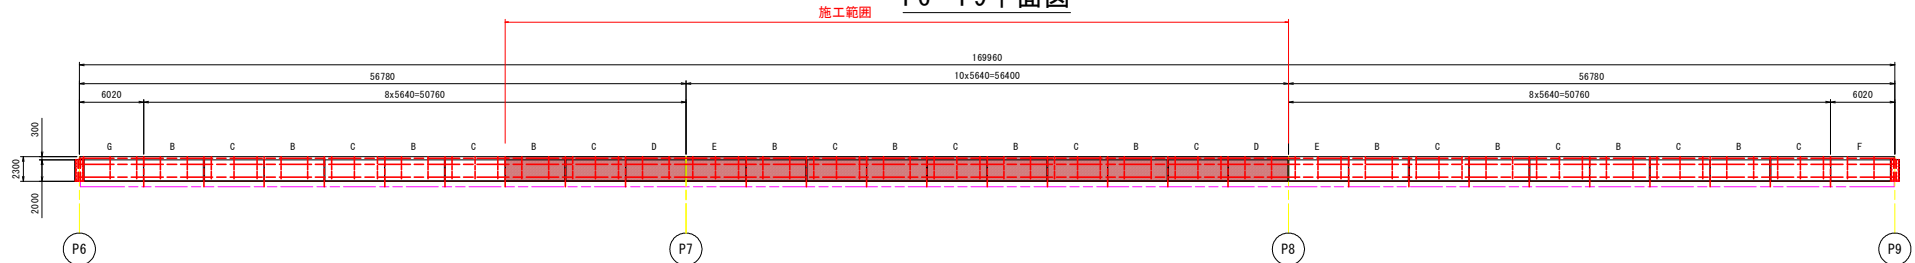 施工範囲
169960
56780 10x5640=56400 56780
6020 8x5640=50760 8x5640=50760 6020
300
G B C B C B C B C D E B C B C B C B C D E B C B C B C B C F
2300
2000
P6 P7 P8 P9